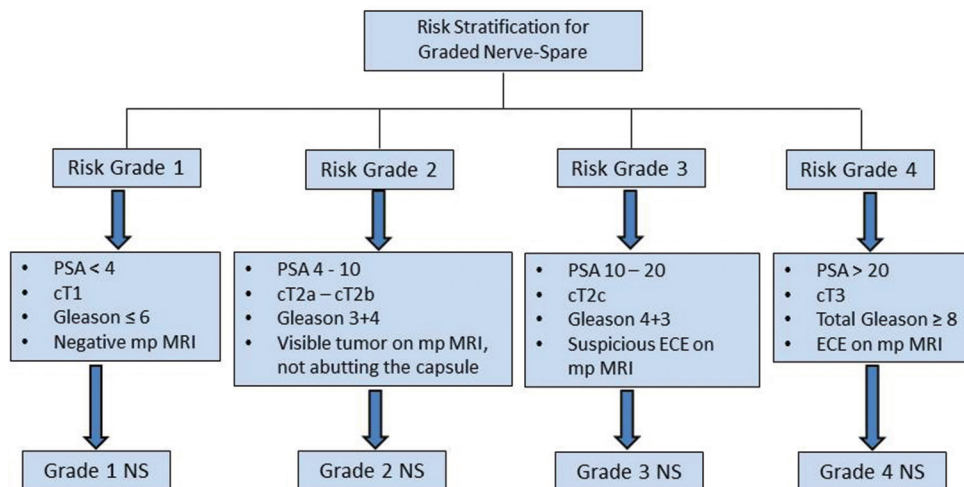 Risk Stratification for
Graded Nerve-Spare
Risk Grade 1
Risk Grade 2
Risk Grade 3
Risk Grade 4
• PSA < 4
• cT1
• Gleason ≤ 6
• Negative mp MRI
• PSA 4 - 10
• cT2a – cT2b
• Gleason 3+4
• Visible tumor on mp MRI,
not abutting the capsule
• PSA 10 – 20
• cT2c
• Gleason 4+3
• Suspicious ECE on
mp MRI
• PSA > 20
• cT3
• Total Gleason ≥ 8
• ECE on mp MRI
Grade 1 NS
Grade 2 NS
Grade 3 NS
Grade 4 NS